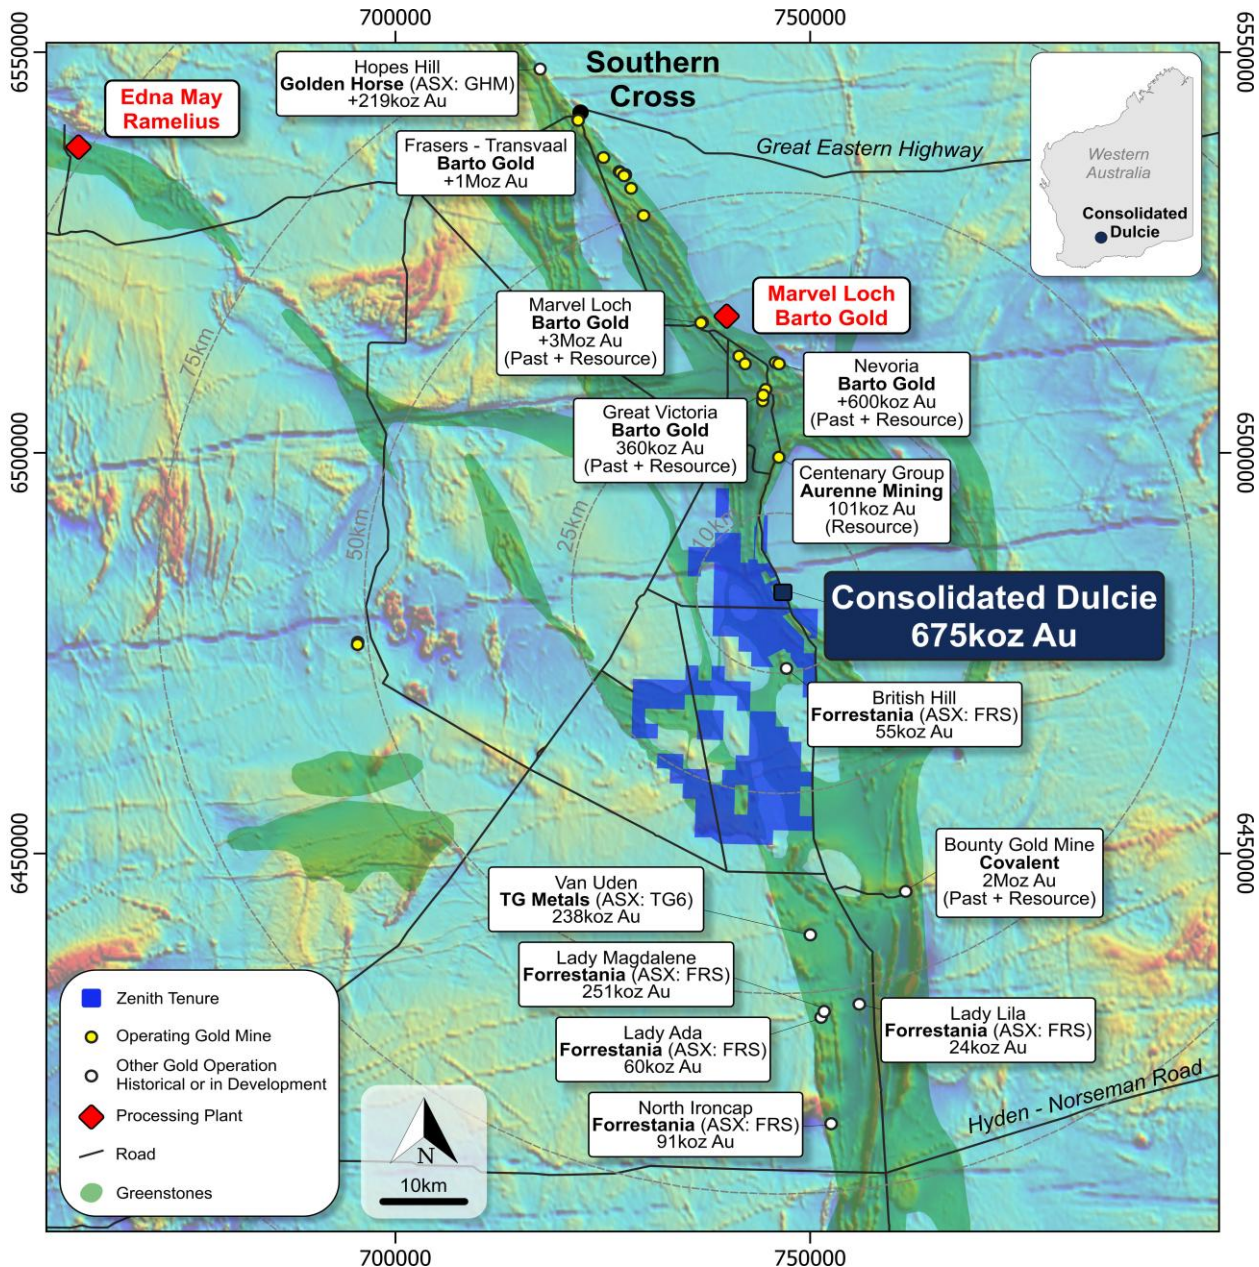 700000
750000
6550000
6550000
Hopes Hill
Golden Horse (ASX: GHM)
+219koz Au
Southern
Cross
Edna May
Ramelius
Great Eastern Highway
Western
Australia
Consolidated
Dulcie
Frasers - Transvaal
Barto Gold
+1Moz Au
Marvel Loch
Barto Gold
+3Moz Au
(Past + Resource)
Marvel Loch
Barto Gold
75km
Nevoria
Barto Gold
+600koz Au
(Past + Resource)
Great Victoria
Barto Gold
360koz Au
(Past + Resource)
6500000
6500000
Centenary Group
Aurenne Mining
101koz Au
(Resource)
50km
25km
10km
Consolidated Dulcie
675koz Au
British Hill
Forrestania (ASX: FRS)
55koz Au
6450000
6450000
Bounty Gold Mine
Covalent
2Moz Au
(Past + Resource)
Van Uden
TG Metals (ASX: TG6)
238koz Au
Lady Magdalene
Forrestania (ASX: FRS)
251koz Au
Lady Lila
Forrestania (ASX: FRS)
24koz Au
Lady Ada
Forrestania (ASX: FRS)
60koz Au
North Ironcap
Forrestania (ASX: FRS)
91koz Au
Hyden - Norseman Road
Zenith Tenure
Operating Gold Mine
Other Gold Operation
Historical or in Development
Processing Plant
Road
Greenstones
N
10km
700000
750000